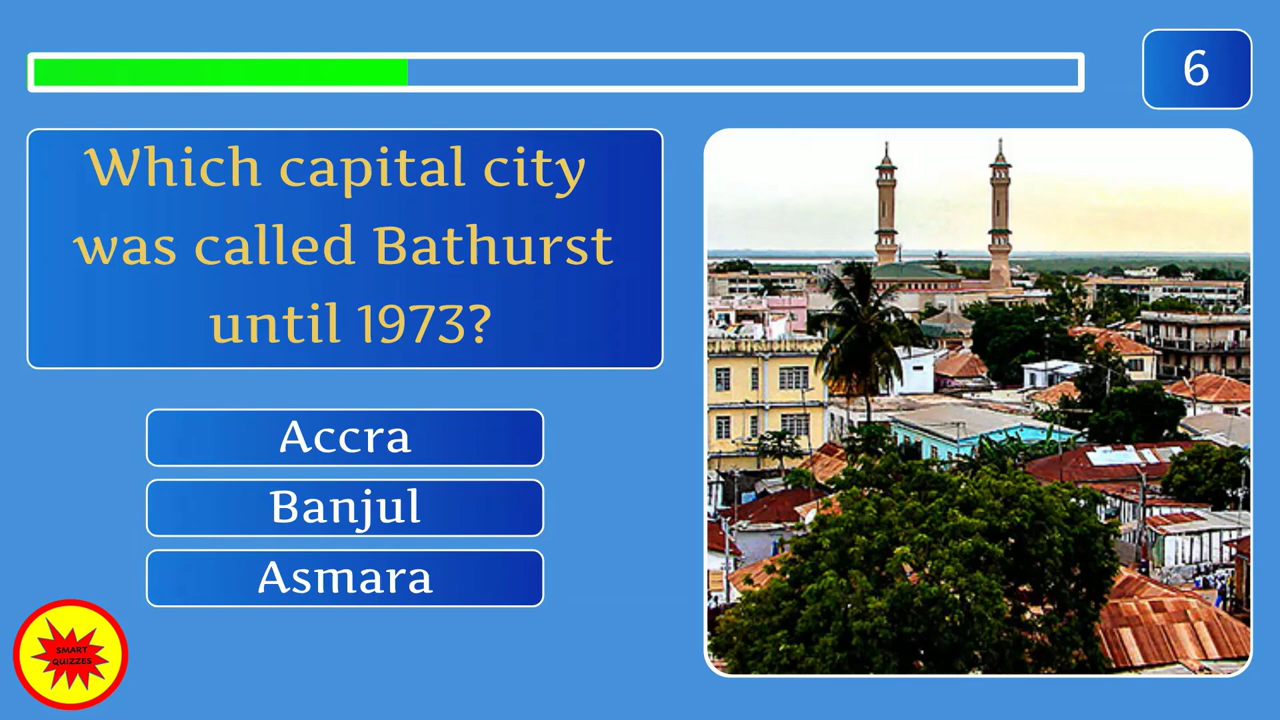 6
Which capital city
was called Bathurst
until 1973?
Accra
Banjul
Asmara
SMART
QUIZZES